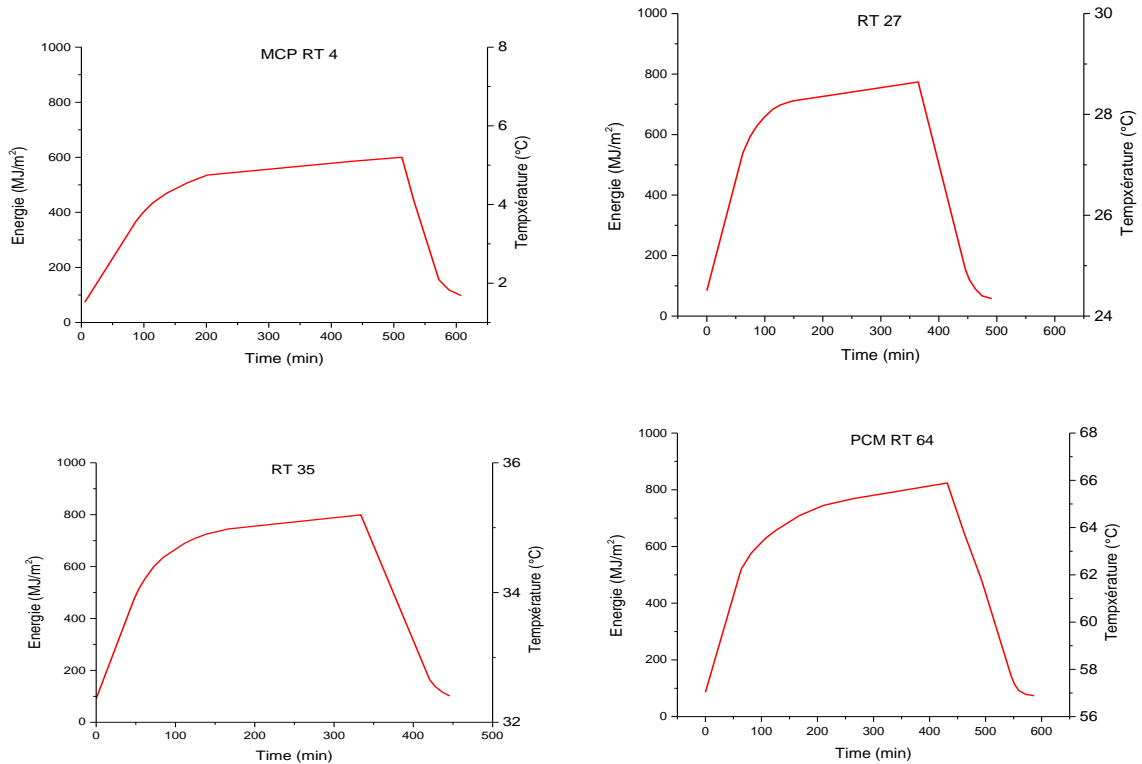 MCP RT 4
1000
800
600
400
200
0
Energie (MJ/m²)
8
6
4
2
Tempxérature (°C)
0 100 200 300 400 500 600
Time (min)
RT 27
1000
800
600
400
200
0
Energie (MJ/m²)
30
28
26
24
Tempxérature (°C)
0 100 200 300 400 500 600
Time (min)
RT 35
1000
800
600
400
200
0
Energie (MJ/m²)
36
34
32
Tempxérature (°C)
0 100 200 300 400 500
Time (min)
PCM RT 64
1000
800
600
400
200
0
Energie (MJ/m²)
68
66
64
62
60
58
56
Tempxérature (°C)
0 100 200 300 400 500 600
Time (min)